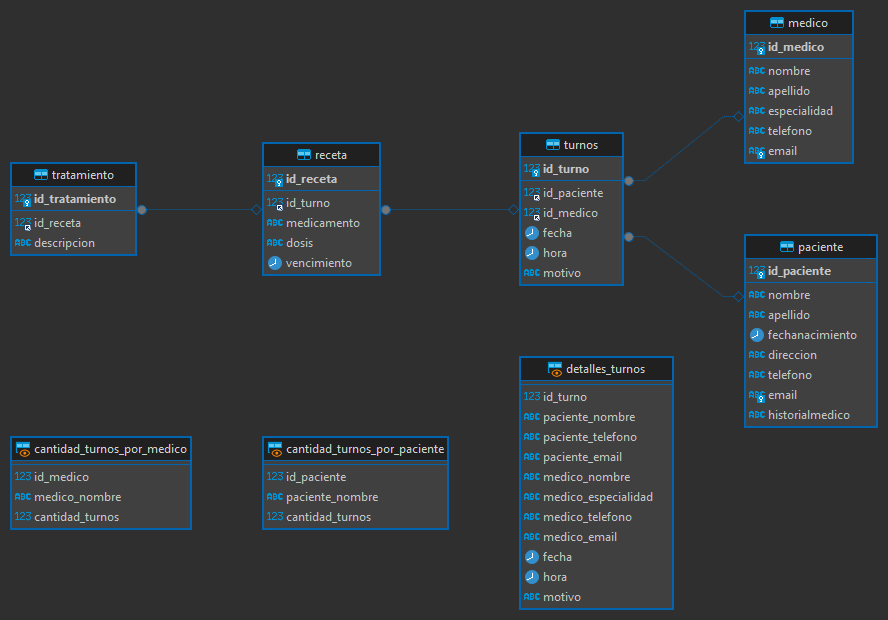 medico
123 id_medico
ABC nombre
ABC apellido
ABC especialidad
ABC telefono
ABC email
tratamiento
123 id_tratamiento
123 id_receta
ABC descripcion
receta
123 id_receta
123 id_turno
ABC medicamento
ABC dosis
vencimiento
turnos
123 id_turno
123 id_paciente
123 id_medico
fecha
hora
ABC motivo
paciente
123 id_paciente
ABC nombre
ABC apellido
fechanacimiento
ABC direccion
ABC telefono
ABC email
ABC historialmedico
cantidad_turnos_por_medico
123 id_medico
ABC medico_nombre
123 cantidad_turnos
cantidad_turnos_por_paciente
123 id_paciente
ABC paciente_nombre
123 cantidad_turnos
detalles_turnos
123 id_turno
ABC paciente_nombre
ABC paciente_telefono
ABC paciente_email
ABC medico_nombre
ABC medico_especialidad
ABC medico_telefono
ABC medico_email
fecha
hora
ABC motivo